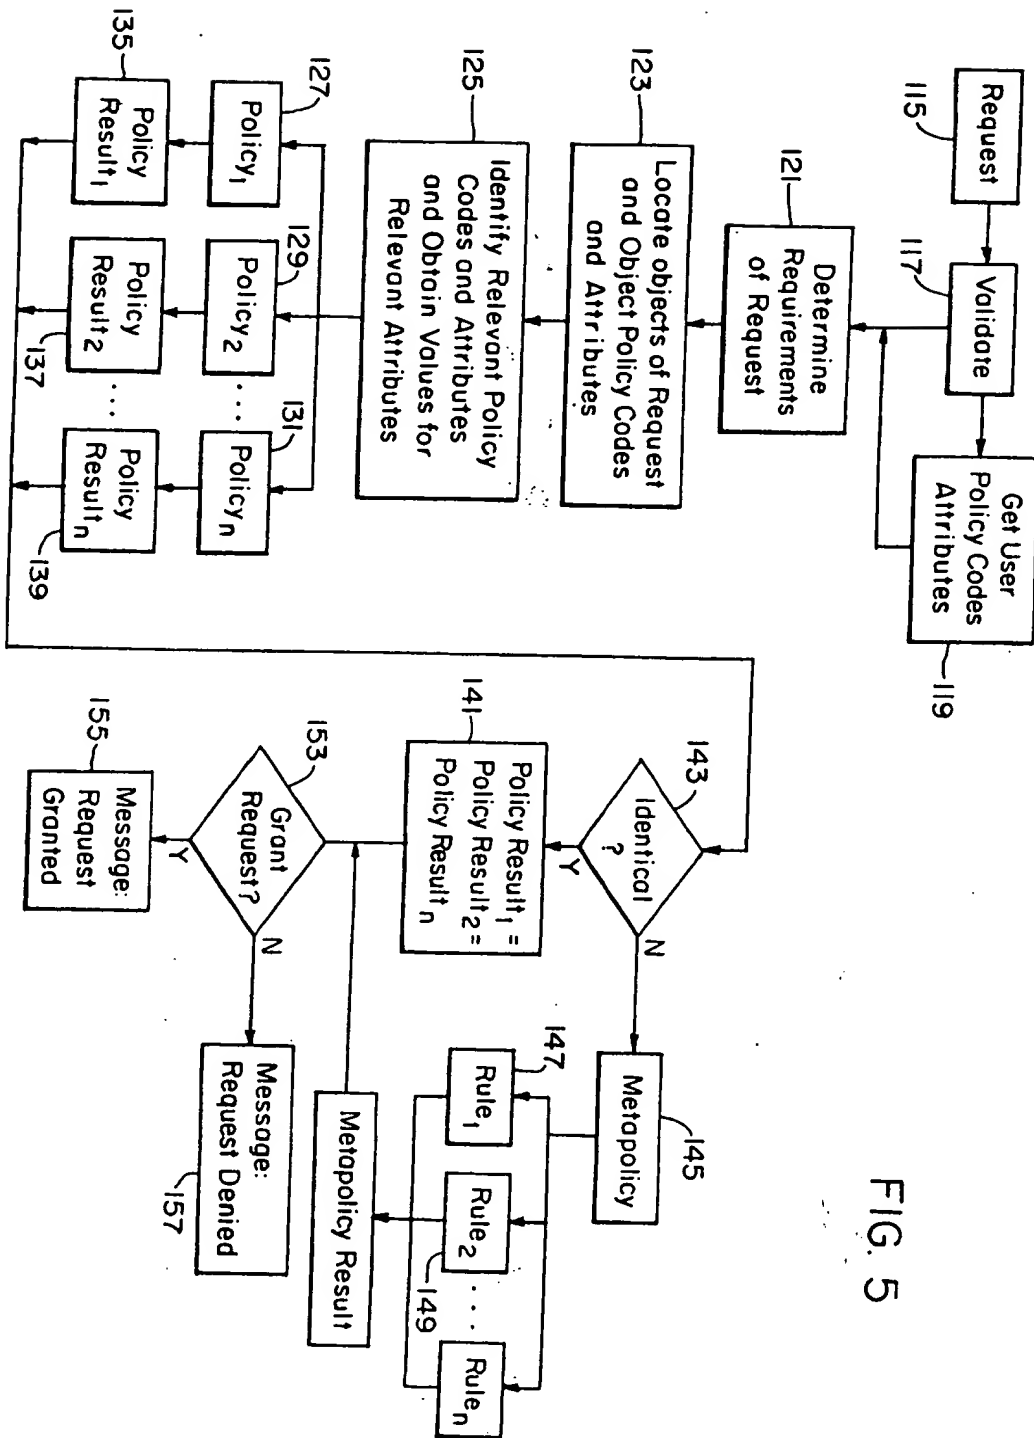 FIG. 5
Request
115
Validate
117
Get User
Policy Codes
Attributes
119
Determine
Requirements
of Request
121
Locate objects of Request
and Object Policy Codes
and Attributes
123
Identify Relevant Policy
Codes and Attributes
and Obtain Values for
Relevant Attributes
125
Policy1
127
Policy2
129
...
Policyn
131
Policy
Result1
135
Policy
Result2
137
...
Policy
Resultn
139
Identical
?
143
Y
N
Policy Result1 =
Policy Result2 =
Policy Resultn
141
Metapolicy
145
Rule1
147
Rule2
149
...
Rulen
Metapolicy Result
Grant
Request?
153
Y
N
Message:
Request
Granted
155
Message:
Request Denied
157